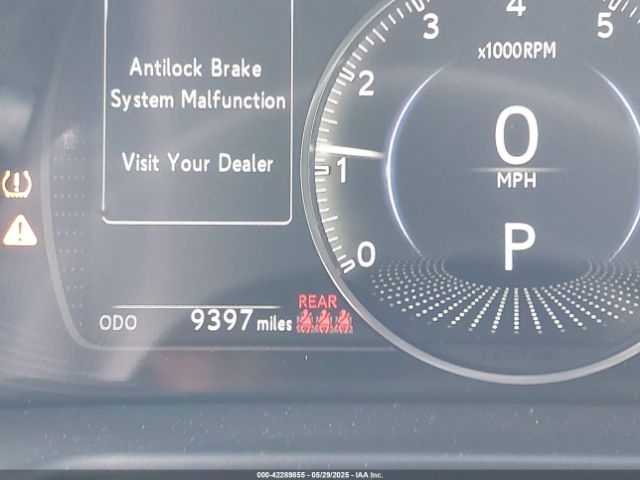 Antilock Brake
System Malfunction
Visit Your Dealer
ODO 9397 miles
REAR
0
1
2
3
4
5
x1000RPM
0
MPH
P
000-42289855 - 05/29/2025 - IAA Inc.